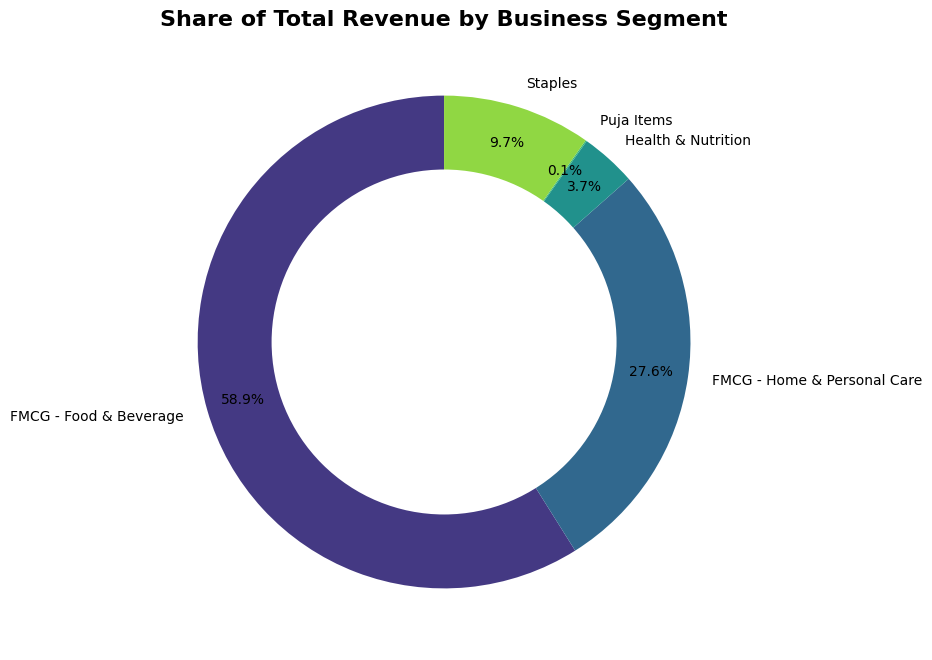 Share of Total Revenue by Business Segment
Staples
Puja Items
Health & Nutrition
9.7%
0.1%
3.7%
27.6%
FMCG - Home & Personal Care
58.9%
FMCG - Food & Beverage